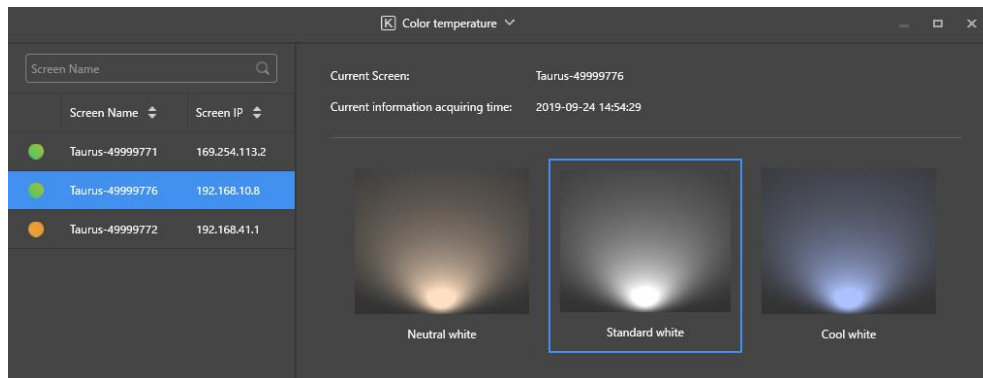 K Color temperature
Screen Name
Screen Name Screen IP
Taurus-49999771 169.254.113.2
Taurus-49999776 192.168.10.8
Taurus-49999772 192.168.41.1
Current Screen: Taurus-49999776
Current information acquiring time: 2019-09-24 14:54:29
Neutral white
Standard white
Cool white